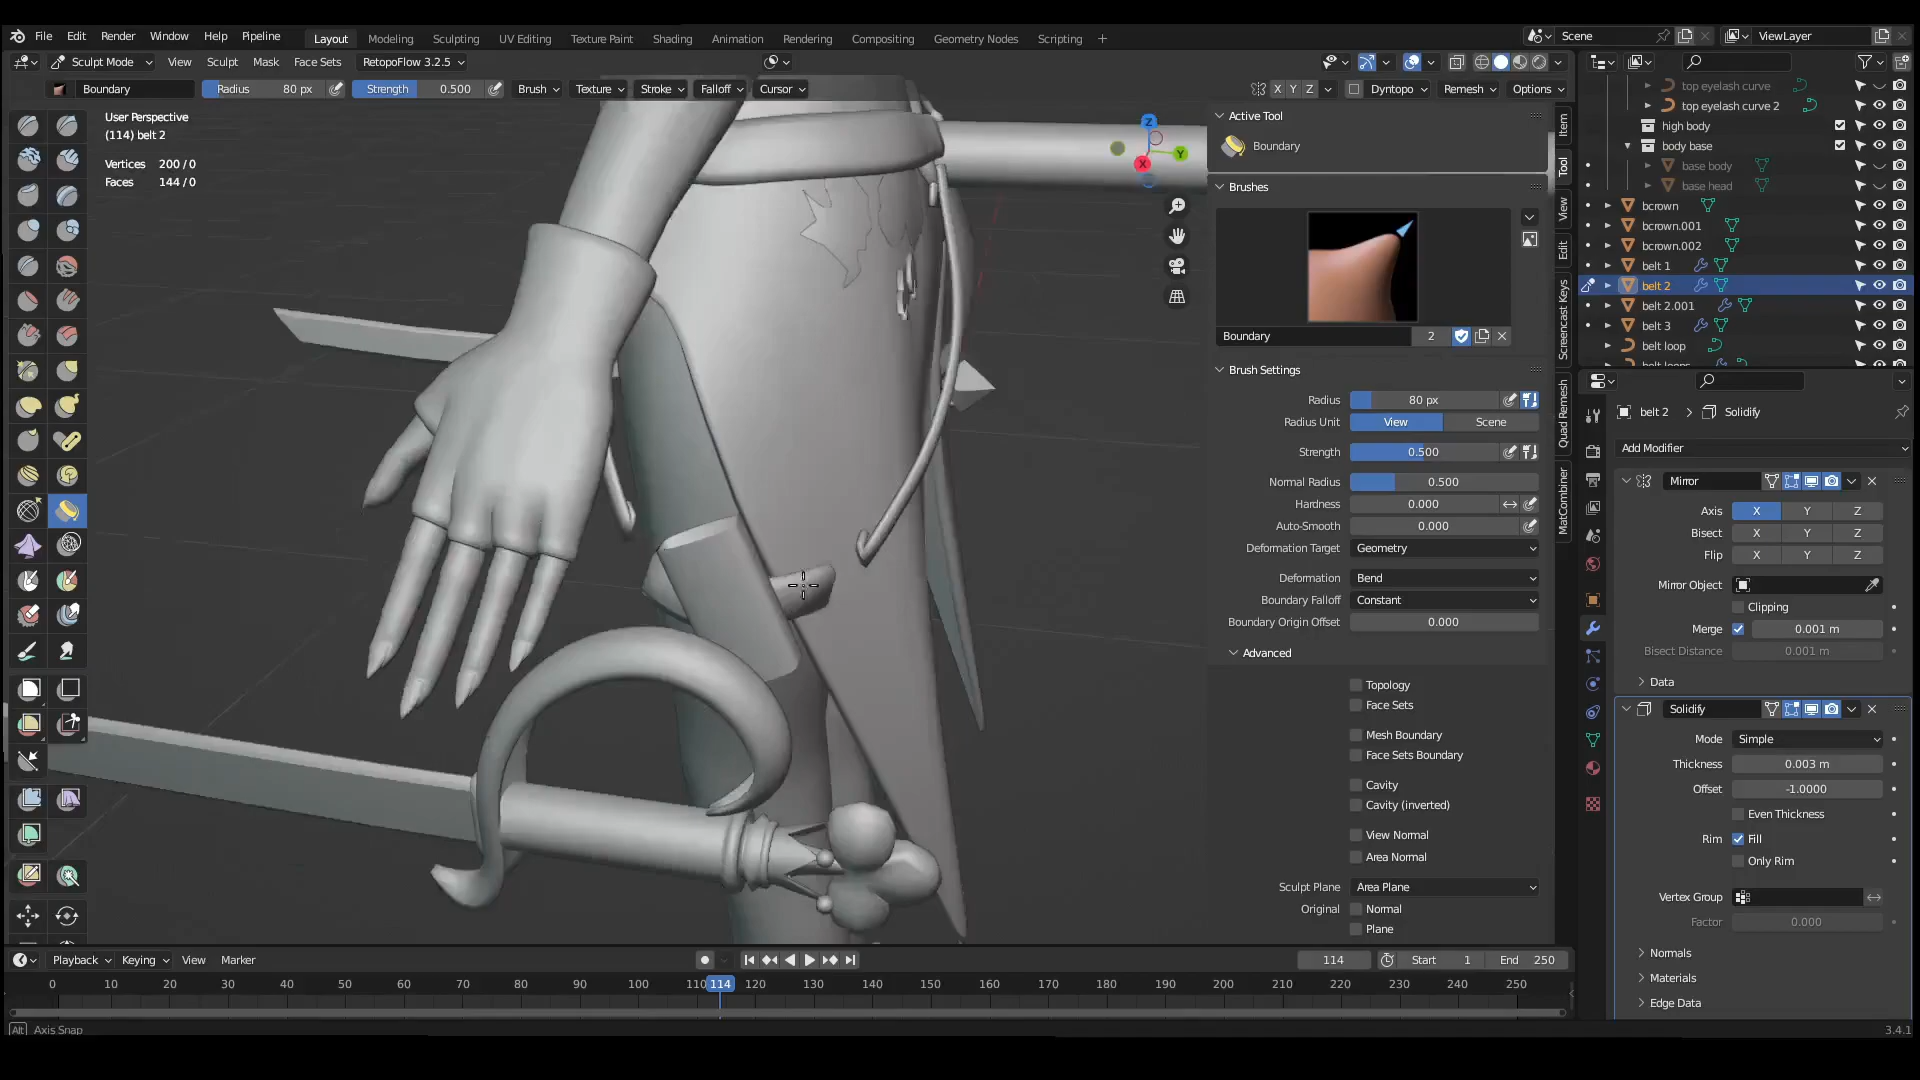 File Edit Render Window Help Pipeline Layout Modeling Sculpting UV Editing Texture Paint Shading Animation Rendering Compositing Geometry Nodes Scripting + Scene ViewLayer
Sculpt Mode View Sculpt Mask Face Sets RetopoFlow 3.2.5
Boundary Radius 80 px Strength 0.500 Brush Texture Stroke Falloff Cursor X Y Z Dyntopo Remesh Options
User Perspective
(114) belt 2
Vertices 200 / 0
Faces 144 / 0
Z
Y
X
Active Tool
Boundary
Brushes
Boundary 2
Brush Settings
Radius 80 px
Radius Unit View Scene
Strength 0.500
Normal Radius 0.500
Hardness 0.000
Auto-Smooth 0.000
Deformation Target Geometry
Deformation Bend
Boundary Falloff Constant
Boundary Origin Offset 0.000
Advanced
Topology
Face Sets
Mesh Boundary
Face Sets Boundary
Cavity
Cavity (inverted)
View Normal
Area Normal
Sculpt Plane Area Plane
Original Normal
Plane
Item
Tool
View
Edit
Screencast Keys
Quad Remesh
MatCombiner
top eyelash curve
top eyelash curve 2
high body
body base
base body
base head
bcrown
bcrown.001
bcrown.002
belt 1
belt 2
belt 2.001
belt 3
belt loop
belt loops
belt 2 Solidify
Add Modifier
Mirror
Axis X Y Z
Bisect X Y Z
Flip X Y Z
Mirror Object
Clipping
Merge 0.001 m
Bisect Distance 0.001 m
Data
Solidify
Mode Simple
Thickness 0.003 m
Offset -1.0000
Even Thickness
Rim Fill
Only Rim
Vertex Group
Factor 0.000
Normals
Materials
Edge Data
Playback Keying View Marker 114 Start 1 End 250
0 10 20 30 40 50 60 70 80 90 100 110 114 120 130 140 150 160 170 180 190 200 210 220 230 240 250
Alt Axis Snap 3.4.1